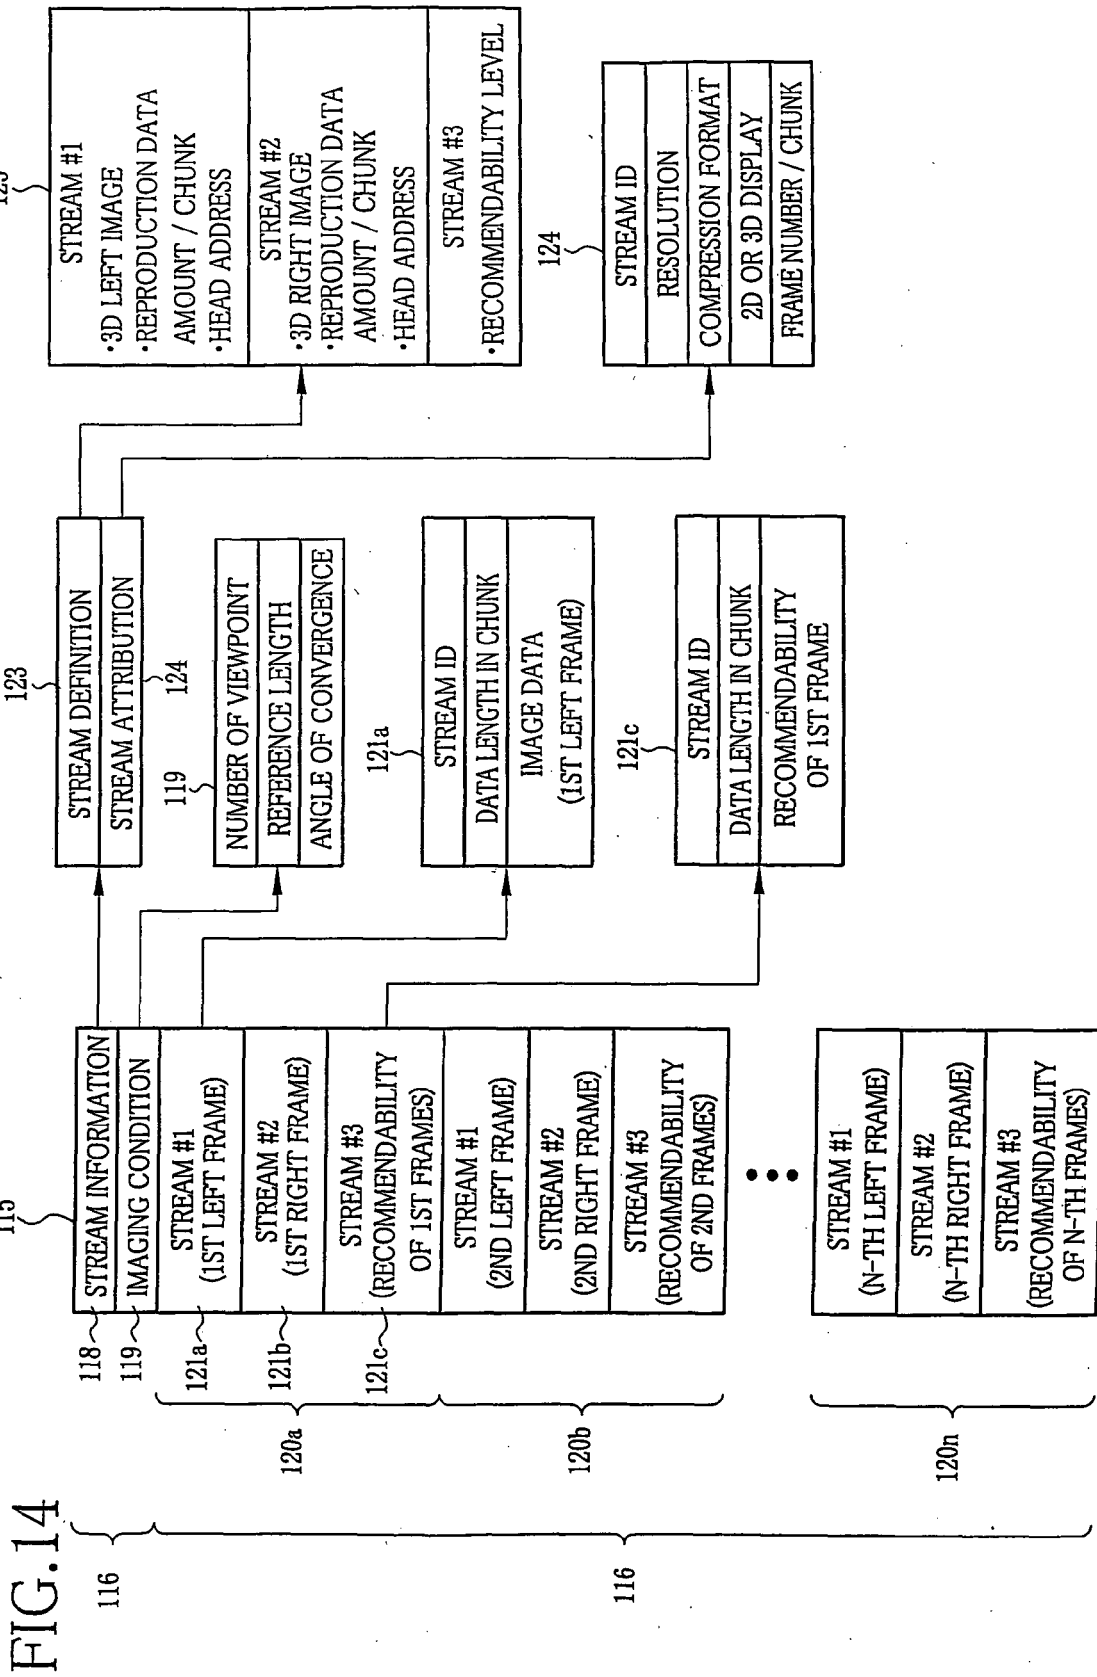 FIG.14
116
116
120a
120b
120n
115
118
119
121a
121b
121c
STREAM INFORMATION
IMAGING CONDITION
STREAM #1
(1ST LEFT FRAME)
STREAM #2
(1ST RIGHT FRAME)
STREAM #3
(RECOMMENDABILITY
OF 1ST FRAMES)
STREAM #1
(2ND LEFT FRAME)
STREAM #2
(2ND RIGHT FRAME)
STREAM #3
(RECOMMENDABILITY
OF 2ND FRAMES)
STREAM #1
(N-TH LEFT FRAME)
STREAM #2
(N-TH RIGHT FRAME)
STREAM #3
(RECOMMENDABILITY
OF N-TH FRAMES)
123
STREAM DEFINITION
STREAM ATTRIBUTION
124
119
NUMBER OF VIEWPOINT
REFERENCE LENGTH
ANGLE OF CONVERGENCE
121a
STREAM ID
DATA LENGTH IN CHUNK
IMAGE DATA
(1ST LEFT FRAME)
121c
STREAM ID
DATA LENGTH IN CHUNK
RECOMMENDABILITY
OF 1ST FRAME
123
STREAM #1
·3D LEFT IMAGE
·REPRODUCTION DATA
AMOUNT / CHUNK
·HEAD ADDRESS
STREAM #2
·3D RIGHT IMAGE
·REPRODUCTION DATA
AMOUNT / CHUNK
·HEAD ADDRESS
STREAM #3
·RECOMMENDABILITY LEVEL
124
STREAM ID
RESOLUTION
COMPRESSION FORMAT
2D OR 3D DISPLAY
FRAME NUMBER / CHUNK